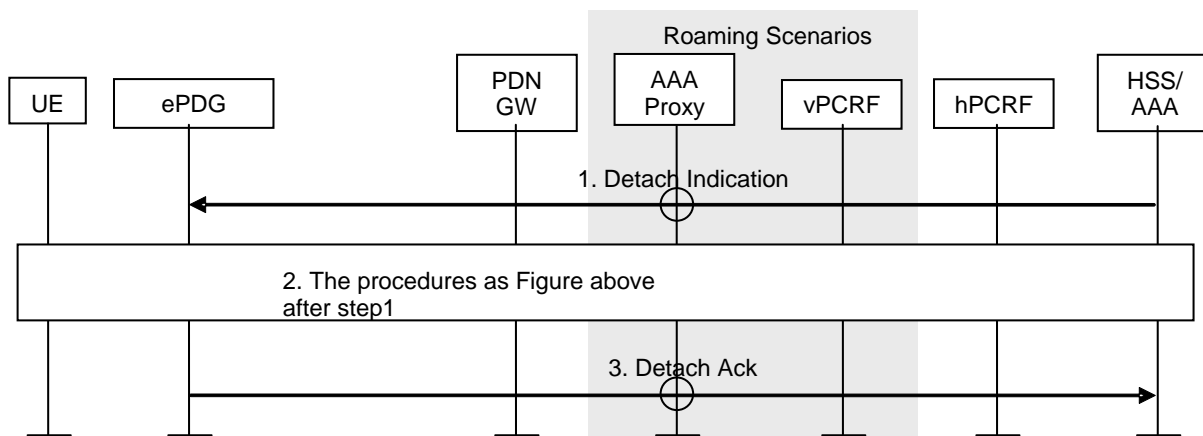 Roaming Scenarios
UE
ePDG
PDN
GW
AAA
Proxy
vPCRF
hPCRF
HSS/
AAA
1. Detach Indication
2. The procedures as Figure above
after step1
3. Detach Ack